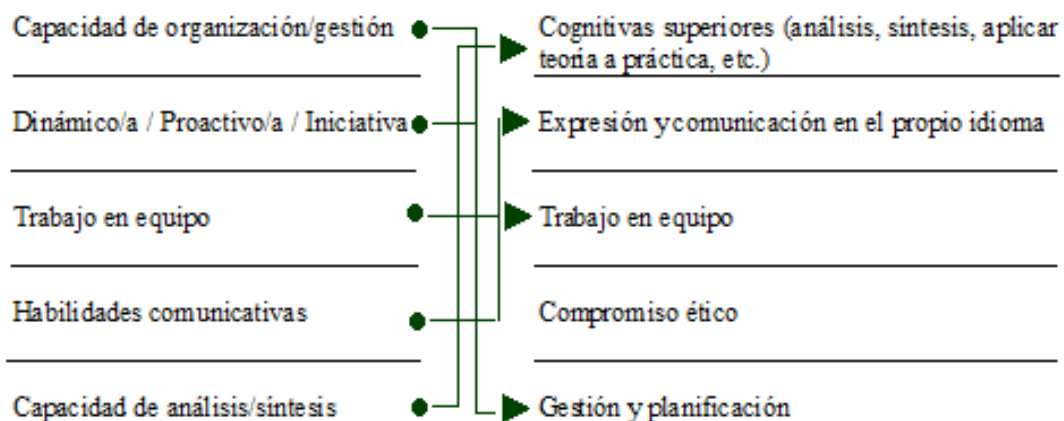 Capacidad de organización/gestión
Cognitivas superiores (análisis, síntesis, aplicar
teoría a práctica, etc.)
Dinámico/a / Proactivo/a / Iniciativa
Expresión y comunicación en el propio idioma
Trabajo en equipo
Trabajo en equipo
Habilidades comunicativas
Compromiso ético
Capacidad de análisis/síntesis
Gestión y planificación